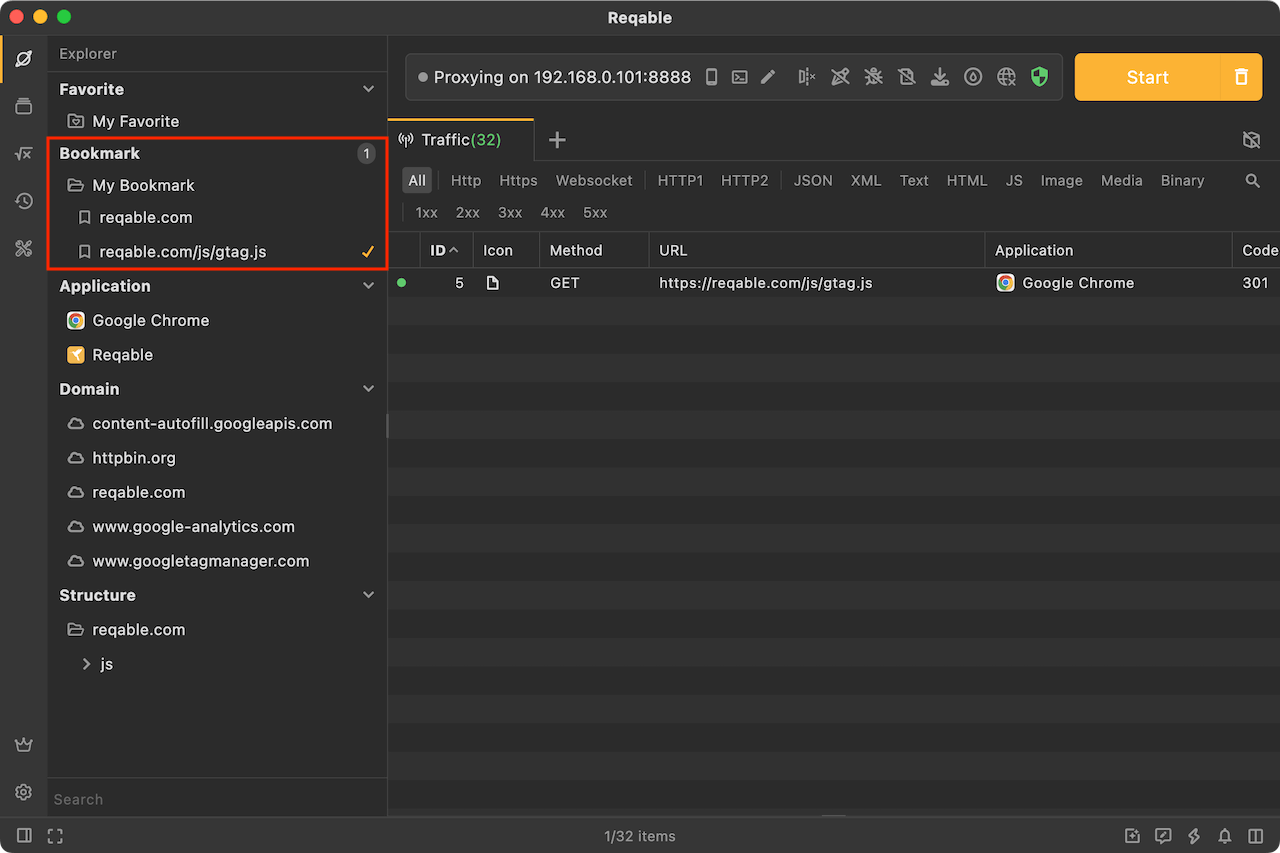 Reqable
Explorer
Favorite
My Favorite
Bookmark 1
My Bookmark
reqable.com
reqable.com/js/gtag.js
Application
Google Chrome
Reqable
Domain
content-autofill.googleapis.com
httpbin.org
reqable.com
www.google-analytics.com
www.googletagmanager.com
Structure
reqable.com
js
Search
Proxying on 192.168.0.101:8888
Start
Traffic(32)
All Http Https Websocket HTTP1 HTTP2 JSON XML Text HTML JS Image Media Binary
1xx 2xx 3xx 4xx 5xx
ID Icon Method URL Application Code
5 GET https://reqable.com/js/gtag.js Google Chrome 301
1/32 items